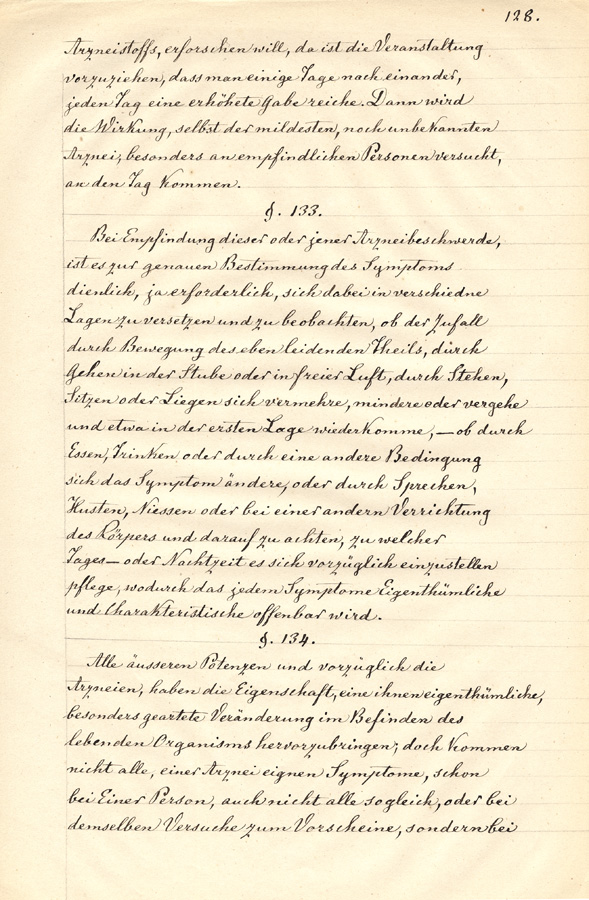 128.
Arzneistoffs, erforschen will, da ist die Veranstaltung
vorzuziehen, dass man einige Tage nach einander,
jeden Tag eine erhöhete Gabe reiche. Dann wird
die Wirkung, selbst der mildesten, noch unbekannten
Arznei, besonders an empfindlichen Personen versucht,
an den Tag kommen.
§. 133.
Bei Empfindung dieser oder jener Arzneibeschwerde,
ist es zur genauen Bestimmung des Symptoms
dienlich, ja erforderlich, sich dabei in verschiedne
Lagen zu versetzen und zu beobachten, ob der Zufall
durch Bewegung des eben leidenden Theils, durch
Gehen in der Stube oder in freier Luft, durch Stehen,
Sitzen oder Liegen sich vermehre, mindere oder vergehe
und etwa in der ersten Lage wiederkomme, — ob durch
Essen, Trinken oder durch eine andere Bedingung
sich das Symptom ändere, oder durch Sprechen,
Husten, Niessen oder bei einer andern Verrichtung
des Körpers und darauf zu achten, zu welcher
Tages — oder Nachtzeit es sich vorzüglich einzustellen
pflege, wodurch das jedem Symptome Eigenthümliche
und Charakteristische offenbar wird.
§. 134.
Alle äusseren Potenzen und vorzüglich die
Arzneien, haben die Eigenschaft, eine ihnen eigenthümliche,
besonders geartete Veränderung im Befinden des
lebenden Organisms hervorzubringen; doch kommen
nicht alle, einer Arznei eignen Symptome, schon
bei Einer Person, auch nicht alle sogleich, oder bei
demselben Versuche zum Vorscheine, sondern bei